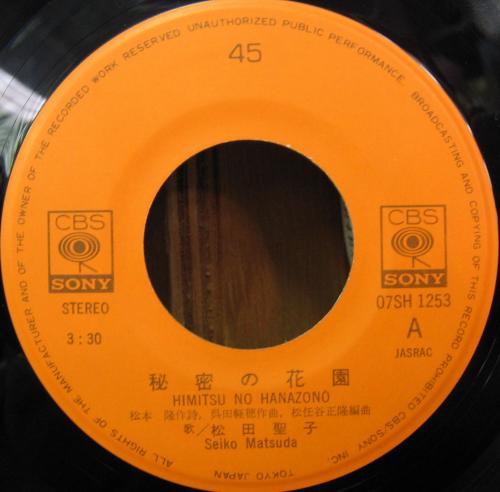 ALL RIGHTS OF THE MANUFACTURER AND OF THE OWNER OF THE RECORDED WORK RESERVED UNAUTHORIZED PUBLIC PERFORMANCE. BROADCASTING AND COPYING OF THIS RECORD PROHIBITED CBS/SONY INC. TOKYO JAPAN
45
CBS
SONY
STEREO
3:30
CBS
SONY
07SH 1253
A
JASRAC
秘密の花園
HIMITSU NO HANAZONO
松本 隆作詩、呉田軽穂作曲、松任谷正隆編曲
歌/松田聖子
Seiko Matsuda